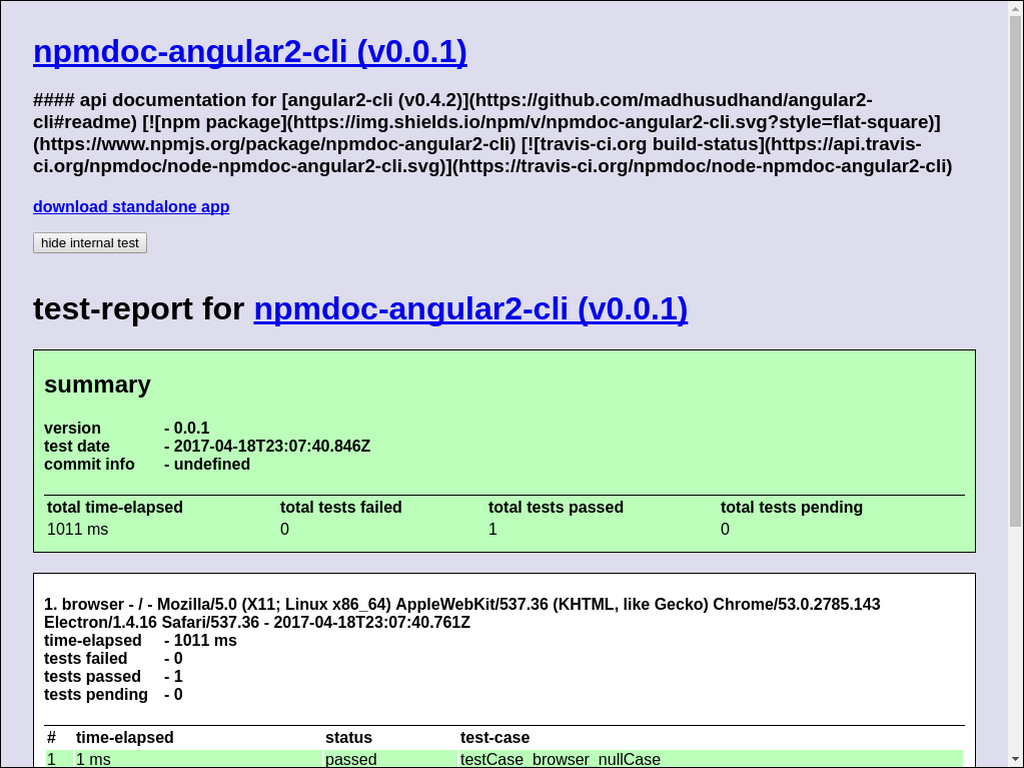 npmdoc-angular2-cli (v0.0.1)
#### api documentation for [angular2-cli (v0.4.2)](https://github.com/madhusudhand/angular2-
cli#readme) [![npm package](https://img.shields.io/npm/v/npmdoc-angular2-cli.svg?style=flat-square)]
(https://www.npmjs.org/package/npmdoc-angular2-cli) [![travis-ci.org build-status](https://api.travis-
ci.org/npmdoc/node-npmdoc-angular2-cli.svg)](https://travis-ci.org/npmdoc/node-npmdoc-angular2-cli)
download standalone app
hide internal test
test-report for npmdoc-angular2-cli (v0.0.1)
summary
version - 0.0.1
test date - 2017-04-18T23:07:40.846Z
commit info - undefined
total time-elapsed total tests failed total tests passed total tests pending
1011 ms 0 1 0
1. browser - / - Mozilla/5.0 (X11; Linux x86_64) AppleWebKit/537.36 (KHTML, like Gecko) Chrome/53.0.2785.143
Electron/1.4.16 Safari/537.36 - 2017-04-18T23:07:40.761Z
time-elapsed - 1011 ms
tests failed - 0
tests passed - 1
tests pending - 0
# time-elapsed status test-case
1 1 ms passed testCase_browser_nullCase